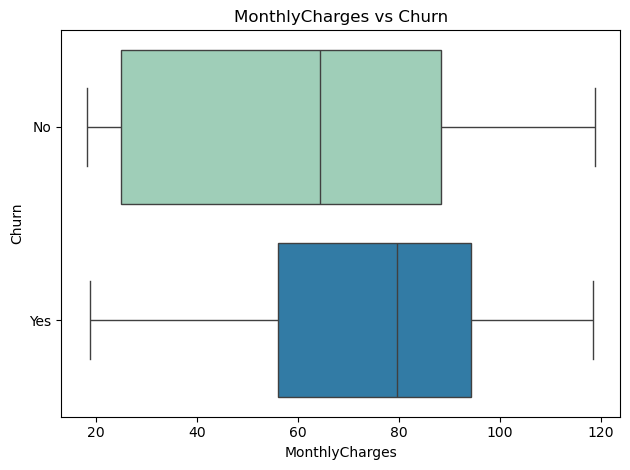 MonthlyCharges vs Churn
No
Churn
Yes
20 40 60 80 100 120
MonthlyCharges